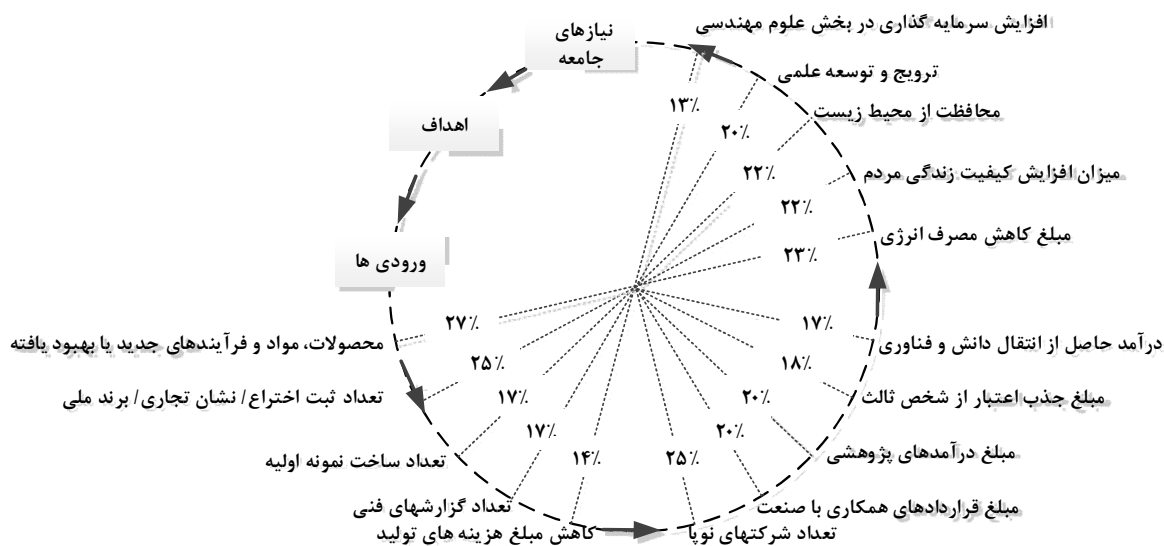 افزایش سرمایه گذاری در بخش علوم مهندسی
نیازهای
جامعه
ترویج و توسعه علمی
۱۳٪
محافظت از محیط زیست
۲۰٪
اهداف
میزان افزایش کیفیت زندگی مردم
۲۲٪
۲۲٪
مبلغ کاهش مصرف انرژی
۲۳٪
ورودی ها
درآمد حاصل از انتقال دانش و فناوری
۱۷٪
۲۷٪
محصولات، مواد و فرآیندهای جدید یا بهبود یافته
۱۸٪
۲۵٪
مبلغ جذب اعتبار از شخص ثالث
۲۰٪
۱۷٪
تعداد ثبت اختراع/ نشان تجاری/ برند ملی
۲۰٪
۱۷٪
مبلغ درآمدهای پژوهشی
۲۵٪
۱۴٪
تعداد ساخت نمونه اولیه
مبلغ قراردادهای همکاری با صنعت
تعداد گزارشهای فنی
تعداد شرکتهای نوپا
کاهش مبلغ هزینه های تولید